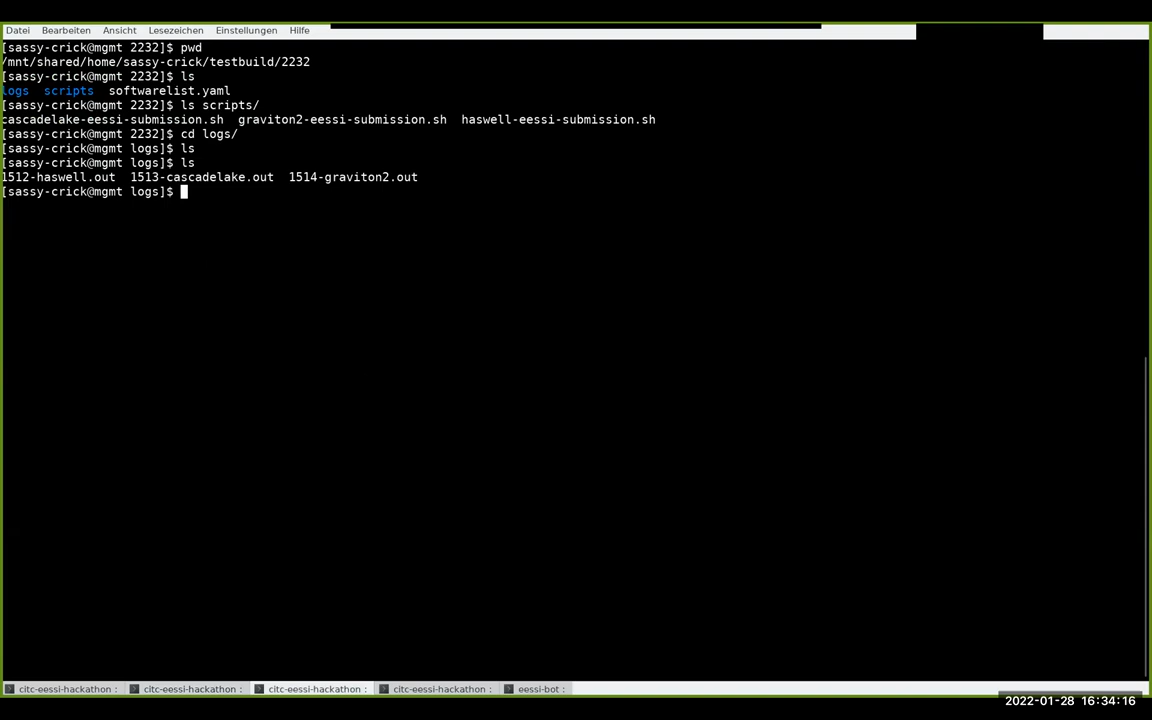 Datei Bearbeiten Ansicht Lesezeichen Einstellungen Hilfe
[sassy-crick@mgmt 2232]$ pwd
/mnt/shared/home/sassy-crick/testbuild/2232
[sassy-crick@mgmt 2232]$ ls
logs scripts softwarelist.yaml
[sassy-crick@mgmt 2232]$ ls scripts/
cascadelake-eessi-submission.sh graviton2-eessi-submission.sh haswell-eessi-submission.sh
[sassy-crick@mgmt 2232]$ cd logs/
[sassy-crick@mgmt logs]$ ls
[sassy-crick@mgmt logs]$ ls
1512-haswell.out 1513-cascadelake.out 1514-graviton2.out
[sassy-crick@mgmt logs]$
citc-eessi-hackathon : citc-eessi-hackathon : citc-eessi-hackathon : citc-eessi-hackathon : eessi-bot :
2022-01-28 16:34:16